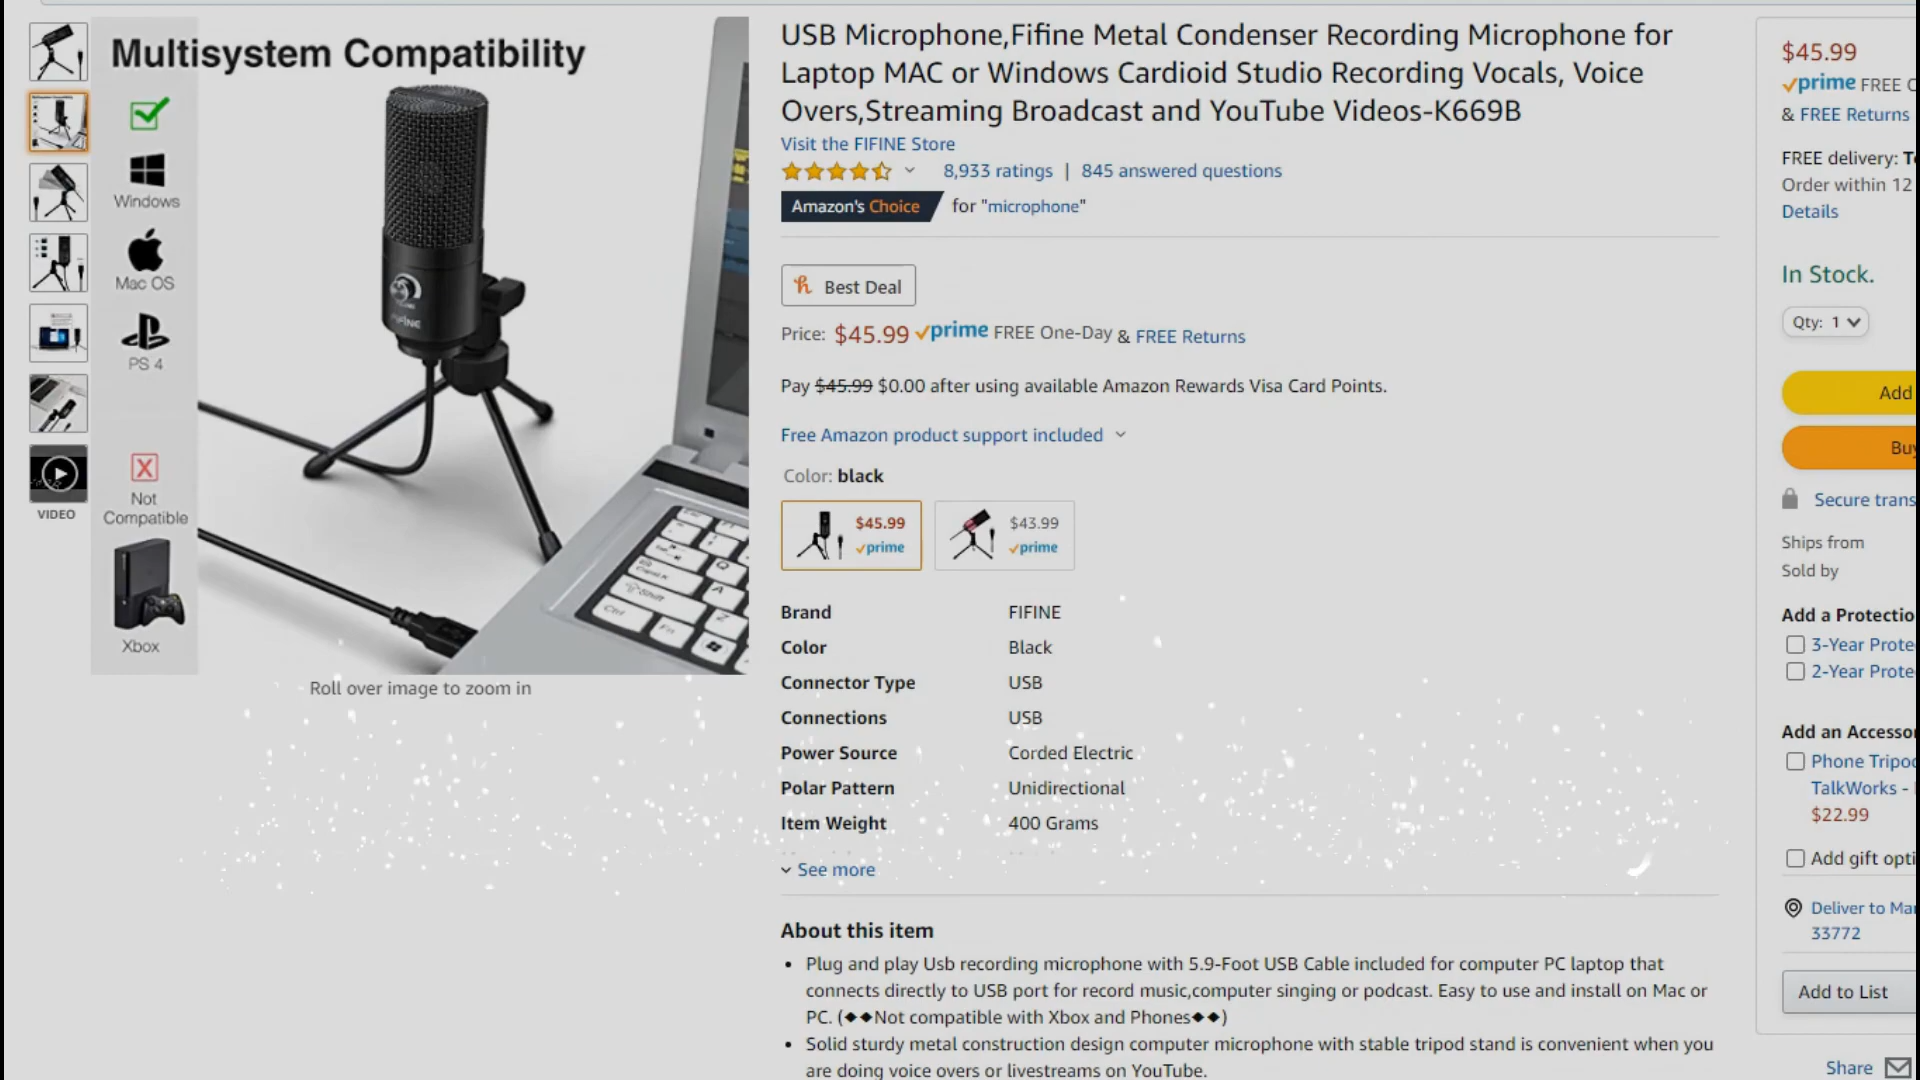 Multisystem Compatibility
Windows
Mac OS
PS 4
Not
Compatible
Xbox
VIDEO
Roll over image to zoom in
USB Microphone,Fifine Metal Condenser Recording Microphone for
Laptop MAC or Windows Cardioid Studio Recording Vocals, Voice
Overs,Streaming Broadcast and YouTube Videos-K669B
Visit the FIFINE Store
8,933 ratings | 845 answered questions
Amazon's Choice for "microphone"
Best Deal
Price: $45.99 prime FREE One-Day & FREE Returns
Pay $45.99 $0.00 after using available Amazon Rewards Visa Card Points.
Free Amazon product support included
Color: black
$45.99 prime
$43.99 prime
Brand FIFINE
Color Black
Connector Type USB
Connections USB
Power Source Corded Electric
Polar Pattern Unidirectional
Item Weight 400 Grams
See more
About this item
• Plug and play Usb recording microphone with 5.9-Foot USB Cable included for computer PC laptop that
connects directly to USB port for record music,computer singing or podcast. Easy to use and install on Mac or
PC. (◆◆Not compatible with Xbox and Phones◆◆)
• Solid sturdy metal construction design computer microphone with stable tripod stand is convenient when you
are doing voice overs or livestreams on YouTube.
$45.99
prime FREE
& FREE Returns
FREE delivery:
Order within 12
Details
In Stock.
Qty: 1
Add
Buy
Secure trans
Ships from
Sold by
Add a Protectio
3-Year Prote
2-Year Prote
Add an Accessor
Phone Tripod
TalkWorks -
$22.99
Add gift opti
Deliver to Mar
33772
Add to List
Share